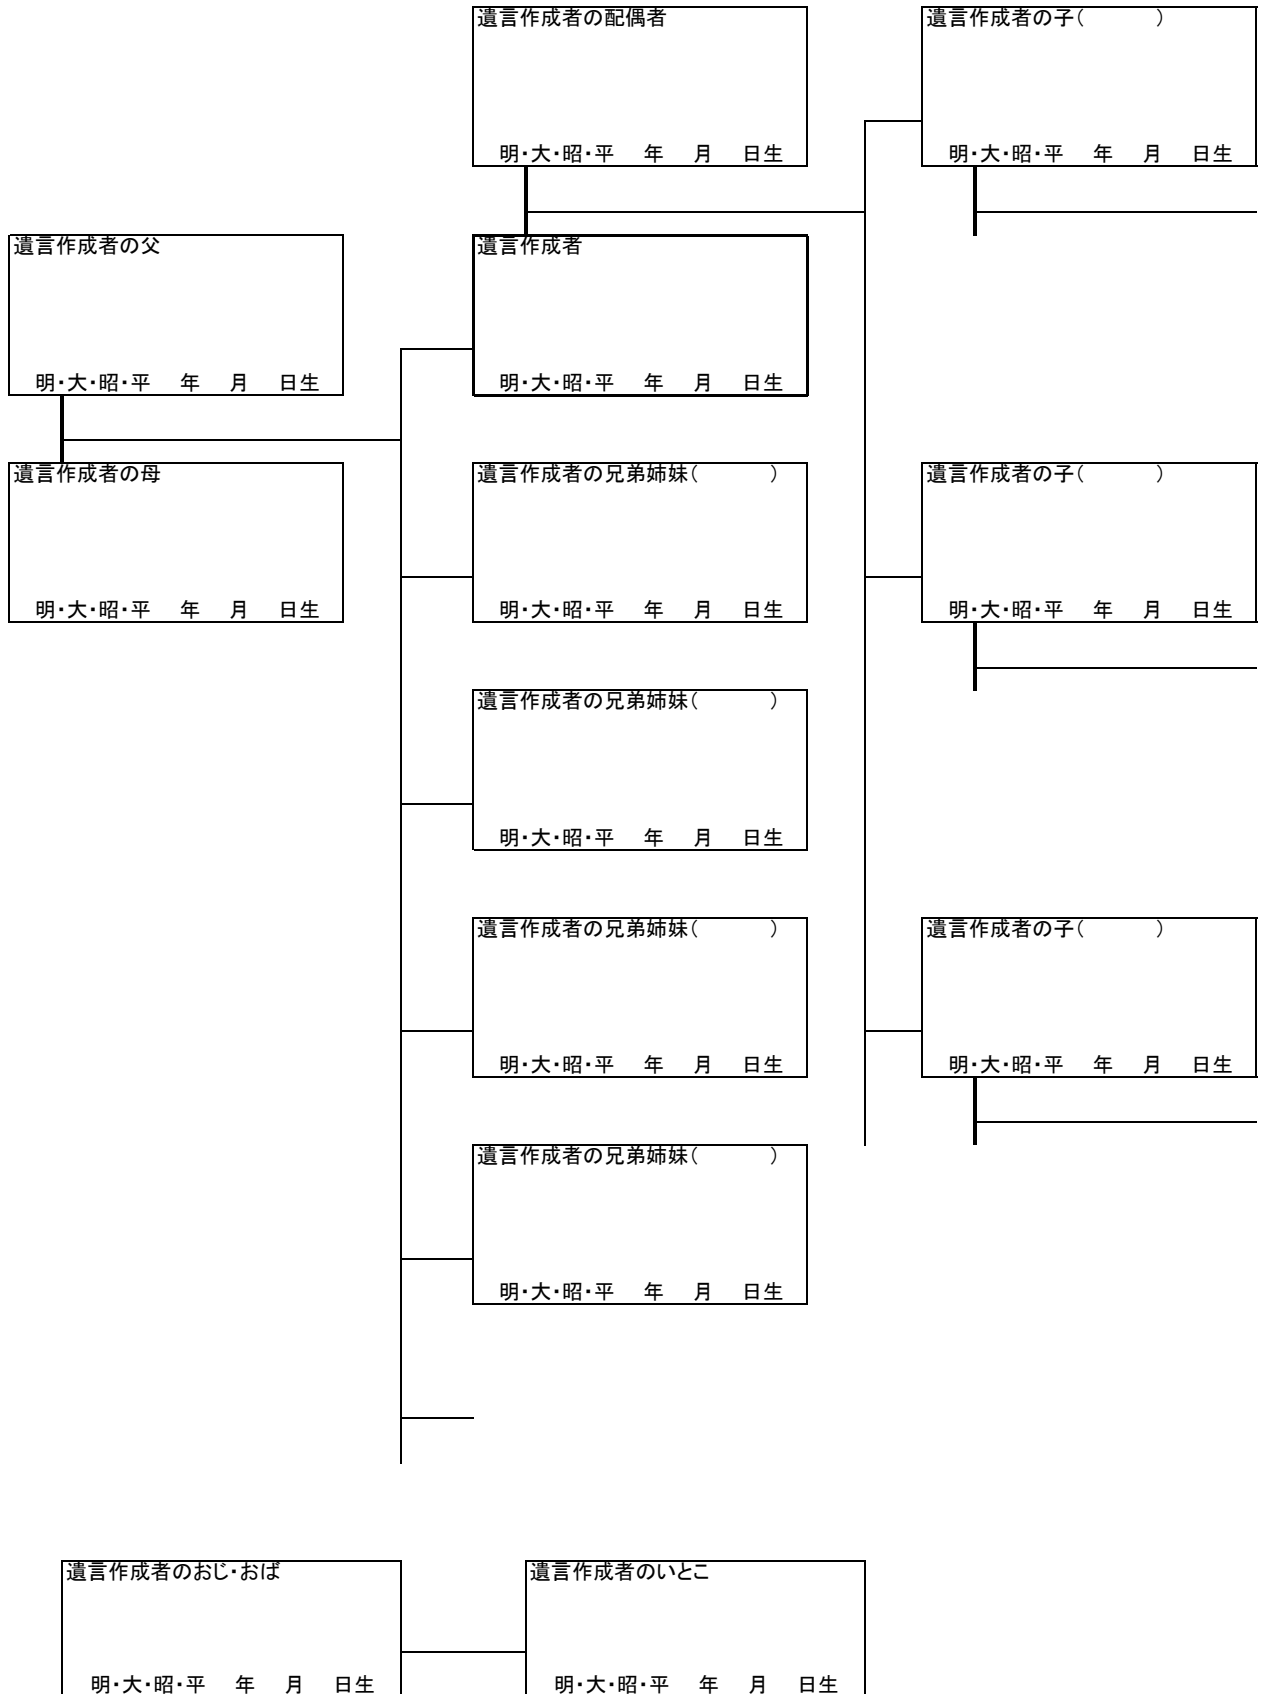 遺言作成者の配偶者
明・大・昭・平　年　月　日生
遺言作成者の子(　　　)
明・大・昭・平　年　月　日生
遺言作成者の父
明・大・昭・平　年　月　日生
遺言作成者
明・大・昭・平　年　月　日生
遺言作成者の母
明・大・昭・平　年　月　日生
遺言作成者の兄弟姉妹(　　　)
明・大・昭・平　年　月　日生
遺言作成者の子(　　　)
明・大・昭・平　年　月　日生
遺言作成者の兄弟姉妹(　　　)
明・大・昭・平　年　月　日生
遺言作成者の兄弟姉妹(　　　)
明・大・昭・平　年　月　日生
遺言作成者の子(　　　)
明・大・昭・平　年　月　日生
遺言作成者の兄弟姉妹(　　　)
明・大・昭・平　年　月　日生
遺言作成者のおじ・おば
明・大・昭・平　年　月　日生
遺言作成者のいとこ
明・大・昭・平　年　月　日生